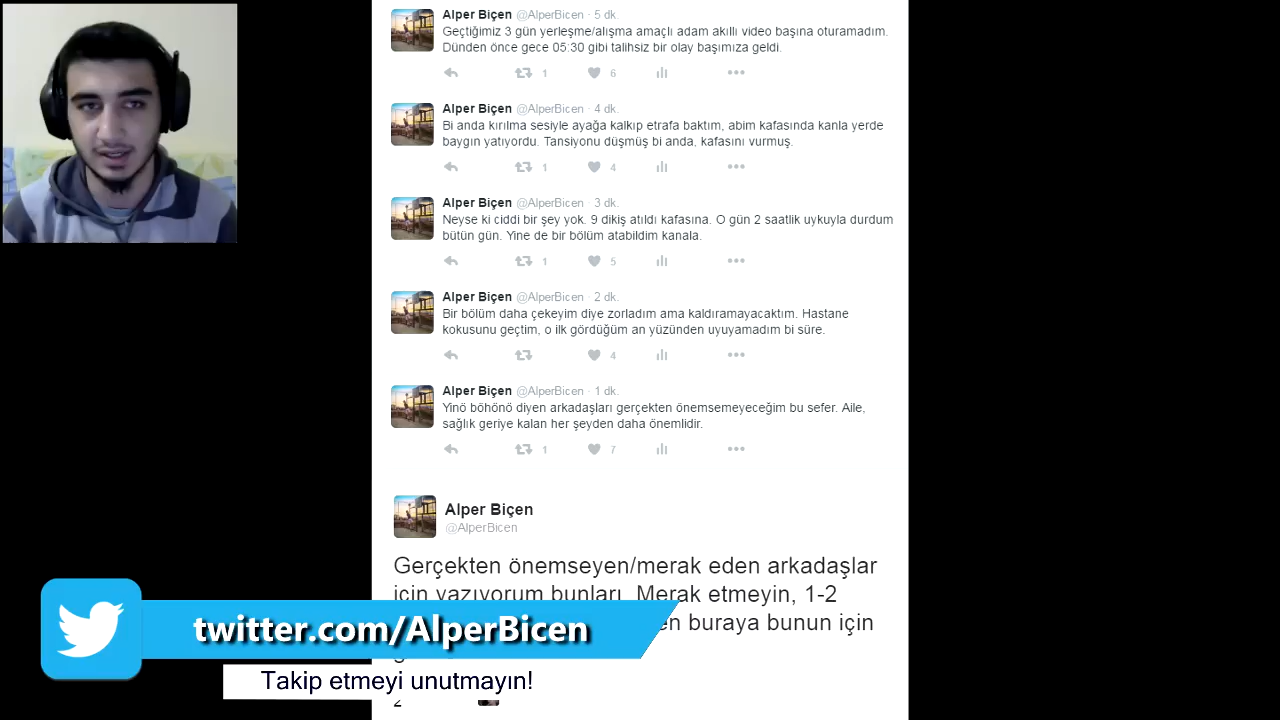 Alper Biçen @AlperBicen · 5 dk.
Geçtiğimiz 3 gün yerleşme/alışma amaçlı adam akıllı video başına oturamadım.
Dünden önce gece 05:30 gibi talihsiz bir olay başımıza geldi.
1 6
Alper Biçen @AlperBicen · 4 dk.
Bi anda kırılma sesiyle ayağa kalkıp etrafa baktım, abim kafasında kanla yerde
baygın yatıyordu. Tansiyonu düşmüş bi anda, kafasını vurmuş.
1 4
Alper Biçen @AlperBicen · 3 dk.
Neyse ki ciddi bir şey yok. 9 dikiş atıldı kafasına. O gün 2 saatlik uykuyla durdum
bütün gün. Yine de bir bölüm atabildim kanala.
1 5
Alper Biçen @AlperBicen · 2 dk.
Bir bölüm daha çekeyim diye zorladım ama kaldıramayacaktım. Hastane
kokusunu geçtim, o ilk gördüğüm an yüzünden uyuyamadım bi süre.
4
Alper Biçen @AlperBicen · 1 dk.
Yinö böhönö diyen arkadaşları gerçekten önemsemeyeceğim bu sefer. Aile,
sağlık geriye kalan her şeyden daha önemlidir.
1 7
Alper Biçen
@AlperBicen
Gerçekten önemseyen/merak eden arkadaşlar
için yazıyorum bunları. Merak etmeyin, 1-2
buraya bunun için
twitter.com/AlperBicen
Takip etmeyi unutmayın!
2